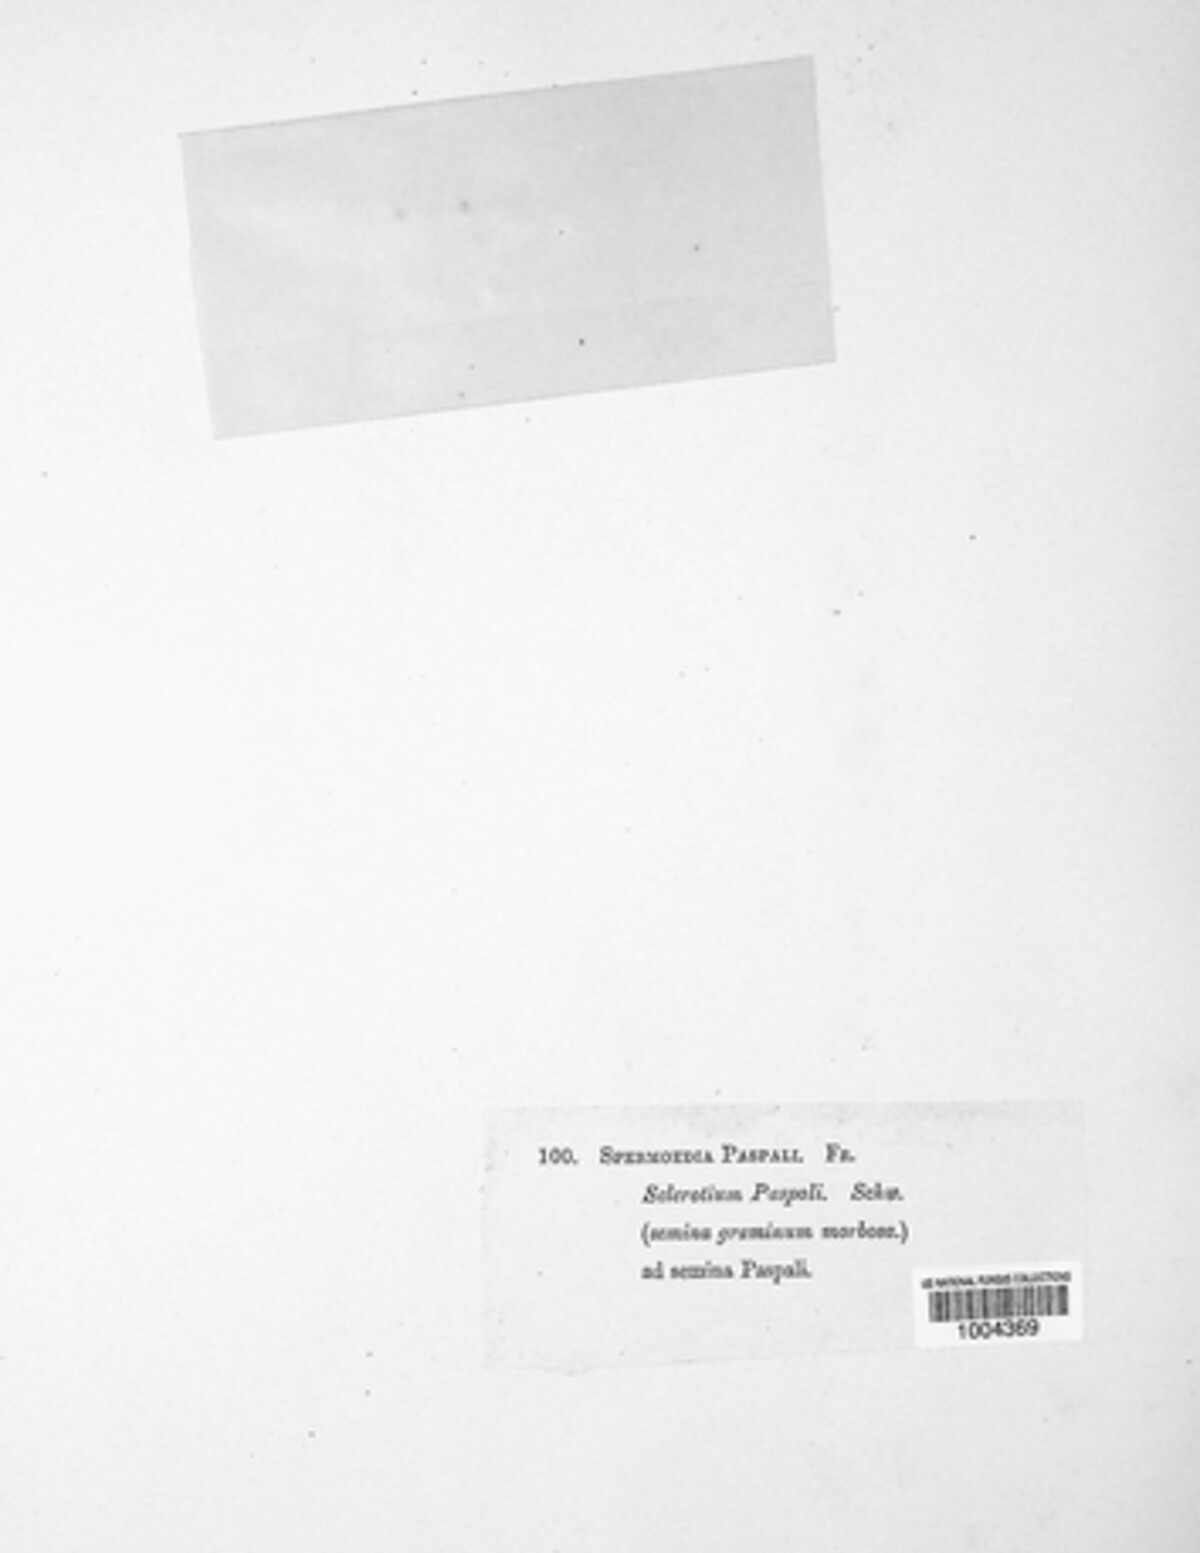 100. Spermoedia Paspali. Fr.
Sclerotium Paspali. Schw.
(semina graminum morbosa.)
ad semina Paspali.
US NATIONAL FUNGUS COLLECTIONS
1004369